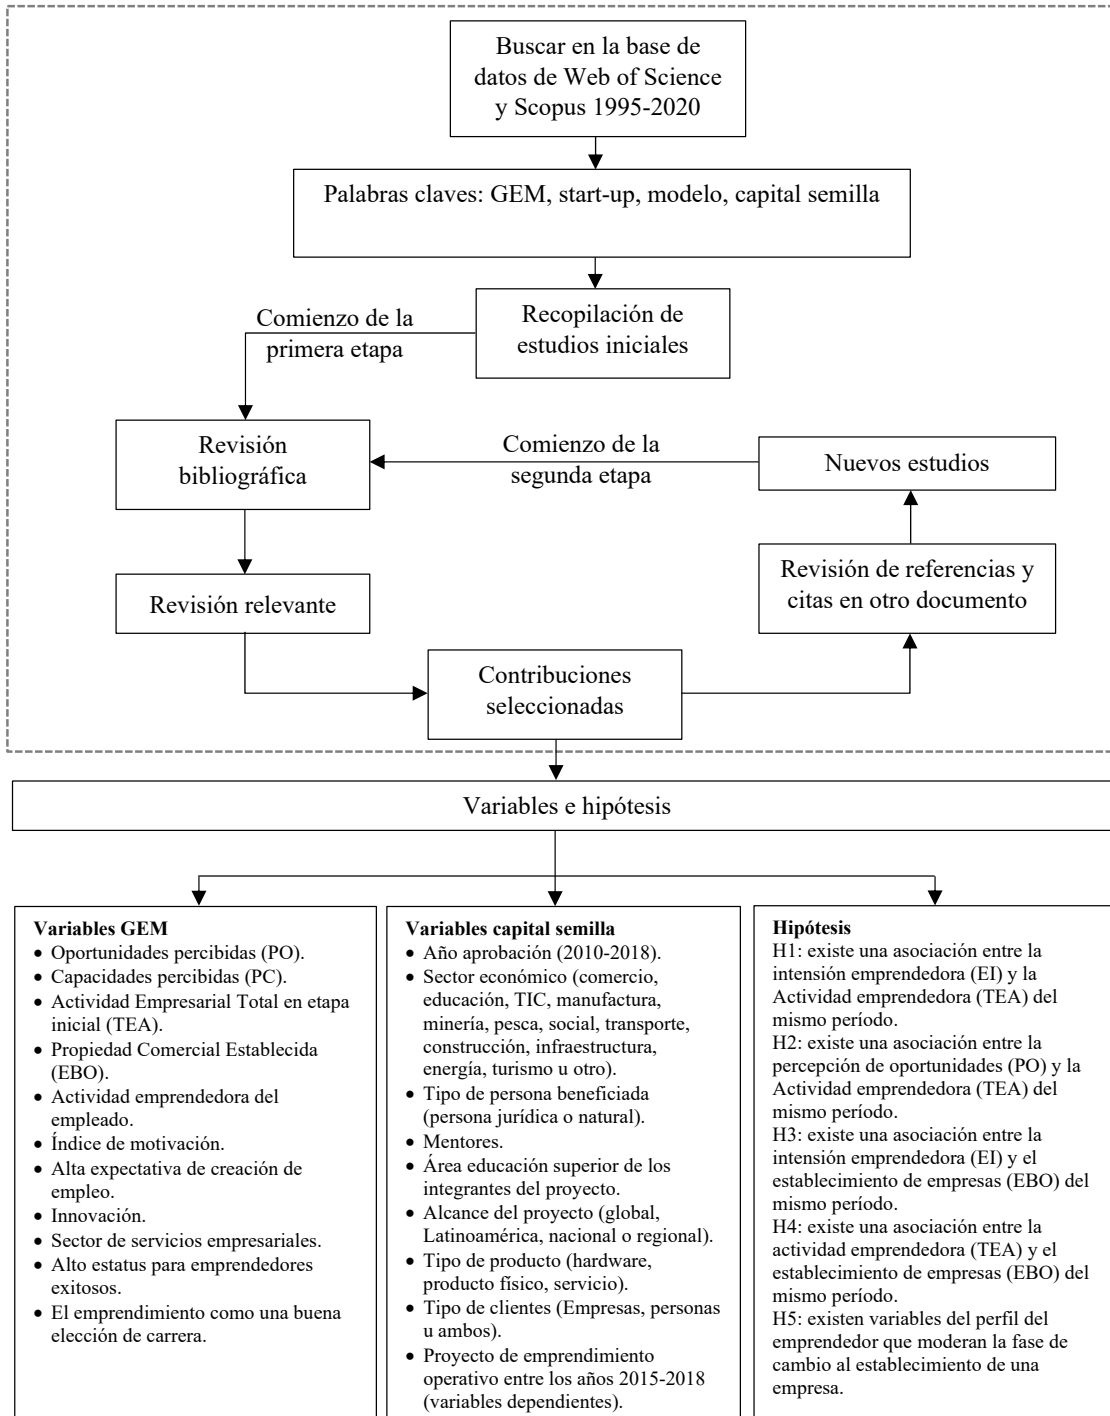 Buscar en la base de
datos de Web of Science
y Scopus 1995-2020
Palabras claves: GEM, start-up, modelo, capital semilla
Recopilación de
estudios iniciales
Comienzo de la
primera etapa
Revisión
bibliográfica
Comienzo de la
segunda etapa
Nuevos estudios
Revisión relevante
Revisión de referencias y
citas en otro documento
Contribuciones
seleccionadas
Variables e hipótesis
Variables GEM
• Oportunidades percibidas (PO).
• Capacidades percibidas (PC).
• Actividad Empresarial Total en etapa
inicial (TEA).
• Propiedad Comercial Establecida
(EBO).
• Actividad emprendedora del
empleado.
• Índice de motivación.
• Alta expectativa de creación de
empleo.
• Innovación.
• Sector de servicios empresariales.
• Alto estatus para emprendedores
exitosos.
• El emprendimiento como una buena
elección de carrera.
Variables capital semilla
• Año aprobación (2010-2018).
• Sector económico (comercio,
educación, TIC, manufactura,
minería, pesca, social, transporte,
construcción, infraestructura,
energía, turismo u otro).
• Tipo de persona beneficiada
(persona jurídica o natural).
• Mentores.
• Área educación superior de los
integrantes del proyecto.
• Alcance del proyecto (global,
Latinoamérica, nacional o regional).
• Tipo de producto (hardware,
producto físico, servicio).
• Tipo de clientes (Empresas, personas
u ambos).
• Proyecto de emprendimiento
operativo entre los años 2015-2018
(variables dependientes).
Hipótesis
H1: existe una asociación entre la
intensión emprendedora (EI) y la
Actividad emprendedora (TEA) del
mismo período.
H2: existe una asociación entre la
percepción de oportunidades (PO) y la
Actividad emprendedora (TEA) del
mismo período.
H3: existe una asociación entre la
intensión emprendedora (EI) y el
establecimiento de empresas (EBO) del
mismo período.
H4: existe una asociación entre la
actividad emprendedora (TEA) y el
establecimiento de empresas (EBO) del
mismo período.
H5: existen variables del perfil del
emprendedor que moderan la fase de
cambio al establecimiento de una
empresa.